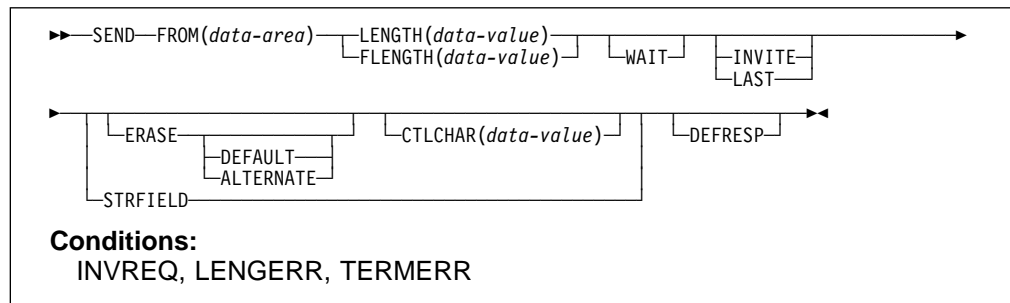 SEND FROM(data-area) LENGTH(data-value)
FLENGTH(data-value) WAIT INVITE
LAST
ERASE CTLCHAR(data-value) DEFRESP
DEFAULT
ALTERNATE
STRFIELD
Conditions:
INVREQ, LENGERR, TERMERR